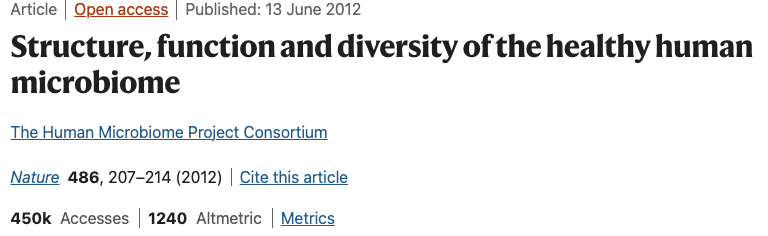 Article | Open access | Published: 13 June 2012
Structure, function and diversity of the healthy human
microbiome
The Human Microbiome Project Consortium
Nature 486, 207–214 (2012) | Cite this article
450k Accesses | 1240 Altmetric | Metrics